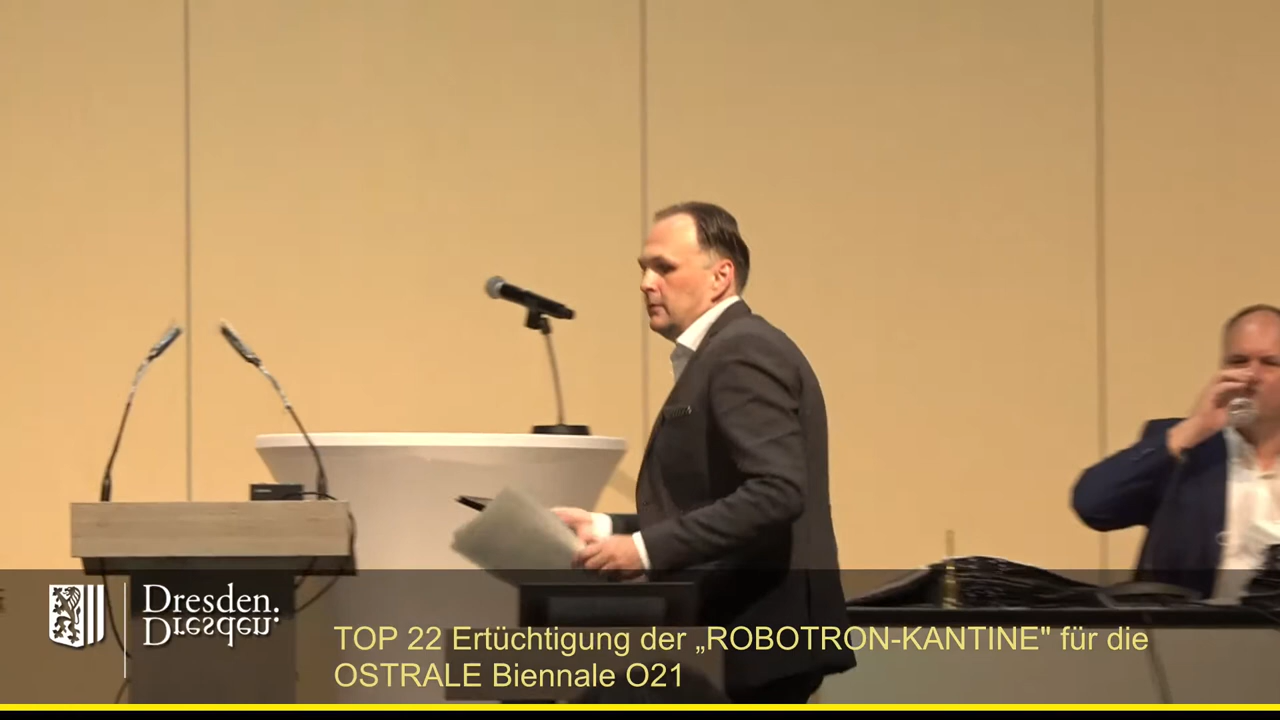 Dresden.
Dresden.
TOP 22 Ertüchtigung der „ROBOTRON-KANTINE" für die
OSTRALE Biennale O21